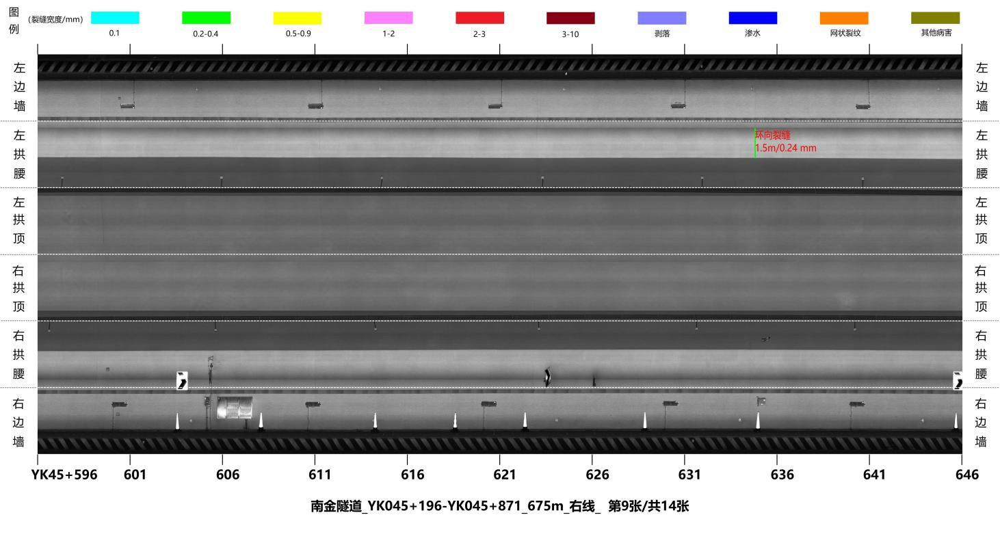 图例
(裂缝宽度/mm)
0.1
0.2-0.4
0.5-0.9
1-2
2-3
3-10
剥落
渗水
网状裂纹
其他病害
左边墙
左边墙
左拱腰
环向裂缝
1.5m/0.24 mm
左拱腰
左拱顶
左拱顶
右拱顶
右拱顶
右拱腰
右拱腰
右边墙
右边墙
YK45+596
601
606
611
616
621
626
631
636
641
646
南金隧道_YK045+196-YK045+871_675m_右线_ 第9张/共14张